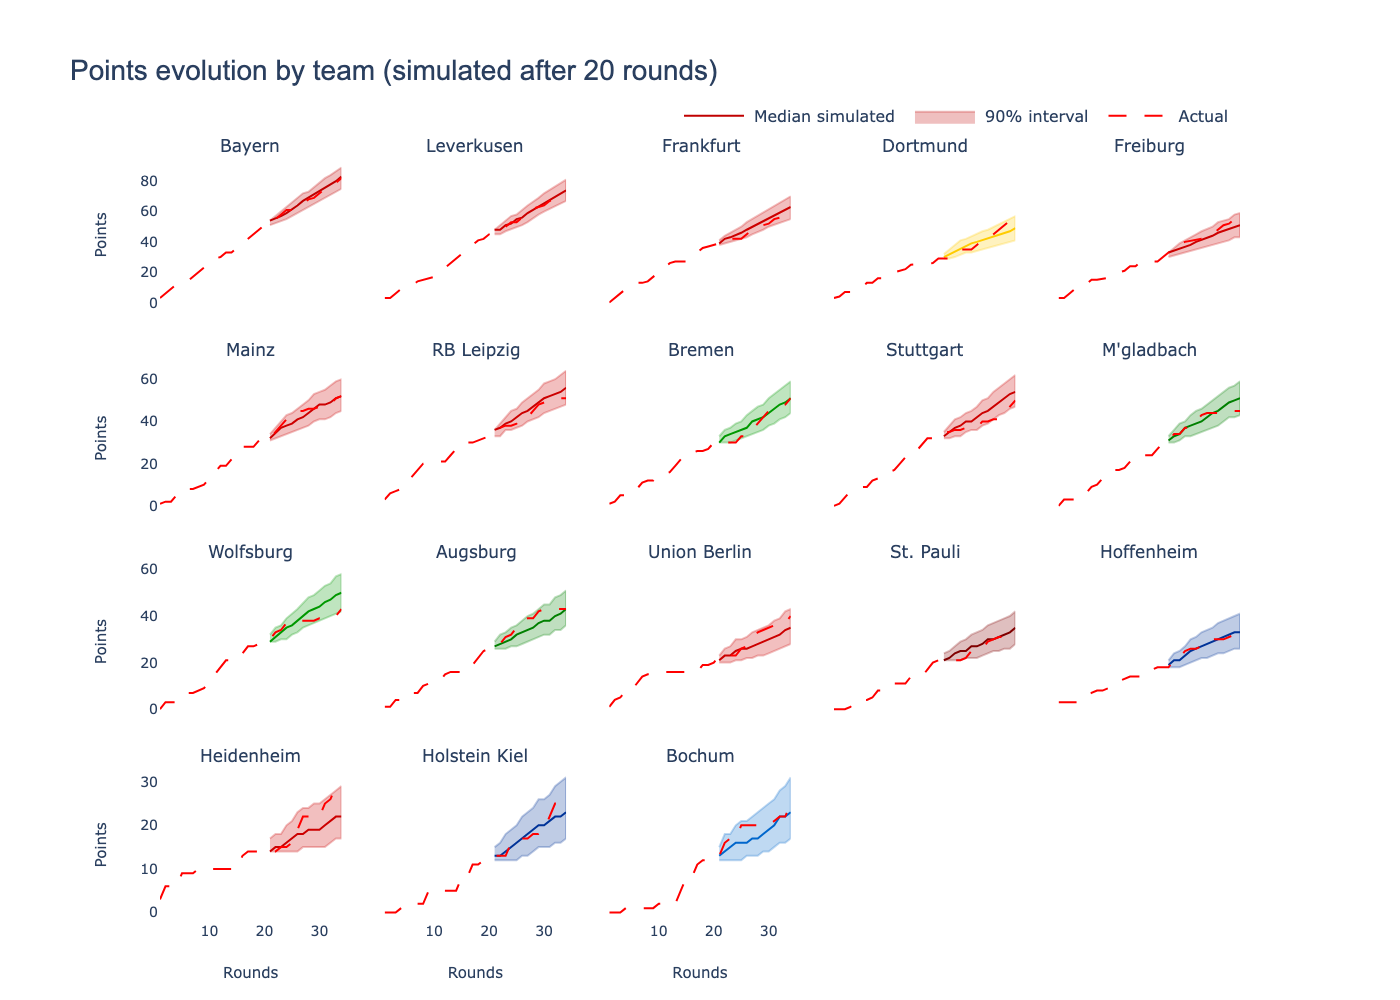 Points evolution by team (simulated after 20 rounds)
Median simulated 90% interval Actual
Bayern Leverkusen Frankfurt Dortmund Freiburg
80
60
40
20
0
Points
Mainz RB Leipzig Bremen Stuttgart M'gladbach
60
40
20
0
Points
Wolfsburg Augsburg Union Berlin St. Pauli Hoffenheim
60
40
20
0
Points
Heidenheim Holstein Kiel Bochum
30
20
10
0
Points
10 20 30 10 20 30 10 20 30
Rounds Rounds Rounds